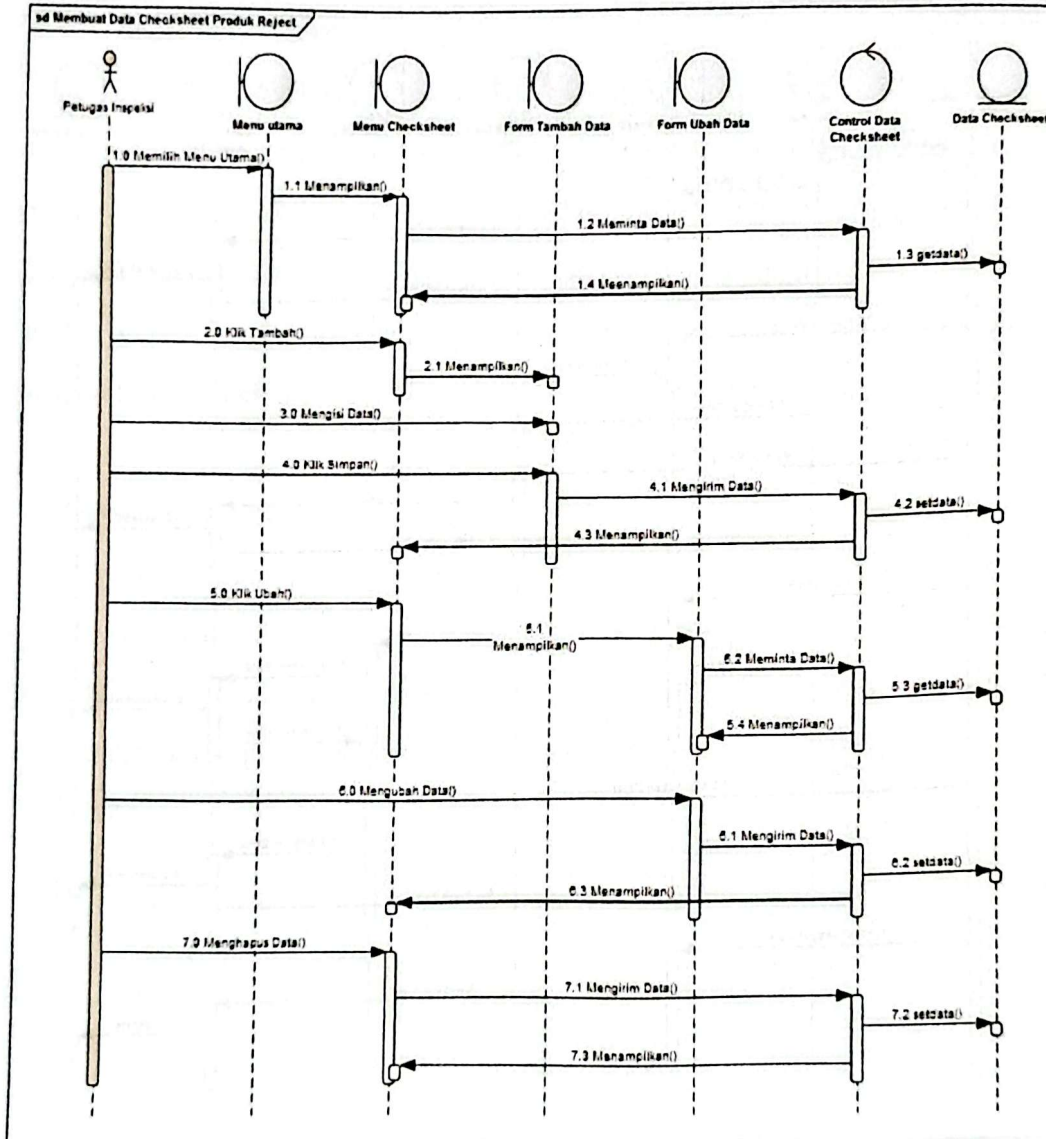 sd Membuat Data Checksheet Produk Reject
Petugas Inspeksi
Menu utama
Menu Checksheet
Form Tambah Data
Form Ubah Data
Control Data
Checksheet
Data Checksheet
1.0 Memilih Menu Utama()
1.1 Menampilkan()
1.2 Meminta Data()
1.3 getdata()
1.4 Meenampilkan()
2.0 Klik Tambah()
2.1 Menampilkan()
3.0 Mengisi Data()
4.0 Klik Simpan()
4.1 Mengirim Data()
4.2 setdata()
4.3 Menampilkan()
5.0 Klik Ubah()
5.1
Menampilkan()
5.2 Meminta Data()
5.3 getdata()
5.4 Menampilkan()
6.0 Mengubah Data()
6.1 Mengirim Data()
6.2 setdata()
6.3 Menampilkan()
7.0 Menghapus Data()
7.1 Mengirim Data()
7.2 setdata()
7.3 Menampilkan()